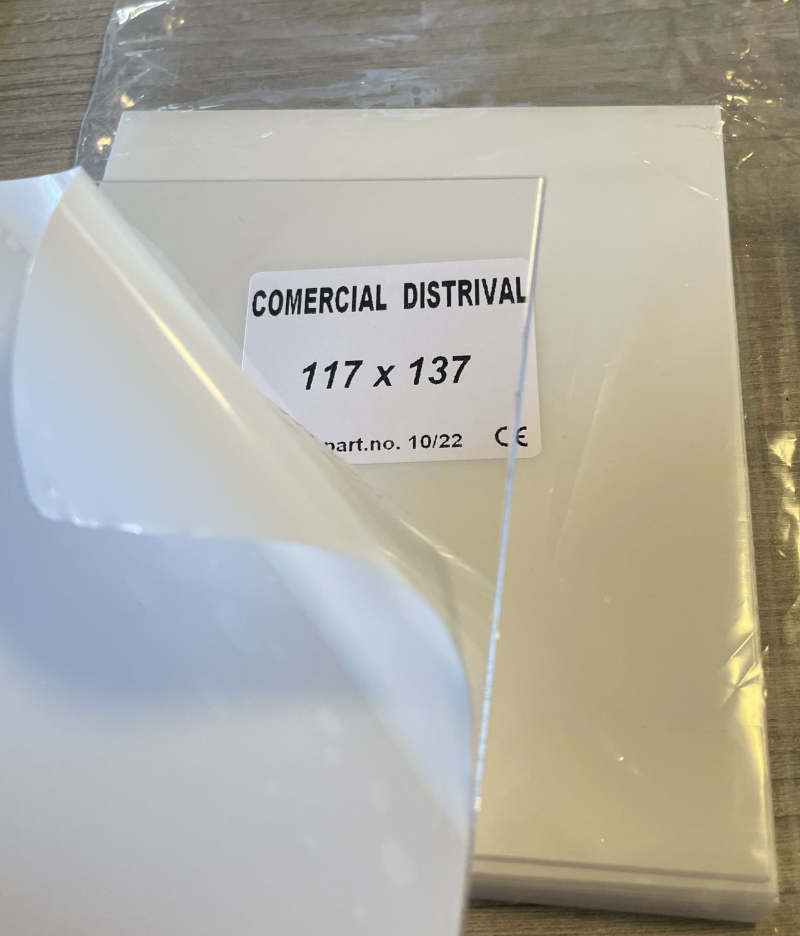 COMERCIAL DISTRIVAL
117 x 137
part.no. 10/22 CE